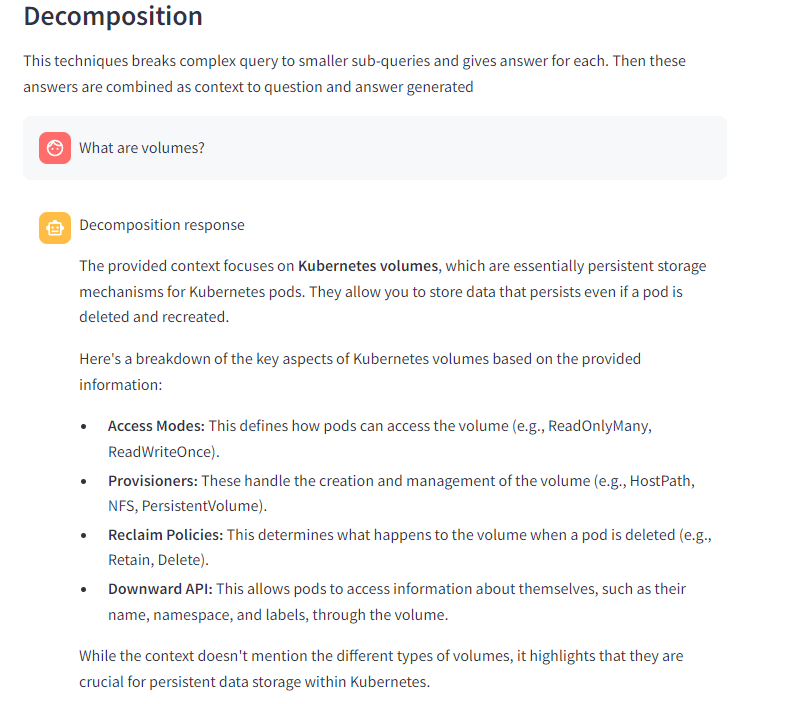 Decomposition
This techniques breaks complex query to smaller sub-queries and gives answer for each. Then these
answers are combined as context to question and answer generated
What are volumes?
Decomposition response
The provided context focuses on Kubernetes volumes, which are essentially persistent storage
mechanisms for Kubernetes pods. They allow you to store data that persists even if a pod is
deleted and recreated.
Here's a breakdown of the key aspects of Kubernetes volumes based on the provided
information:
• Access Modes: This defines how pods can access the volume (e.g., ReadOnlyMany,
ReadWriteOnce).
• Provisioners: These handle the creation and management of the volume (e.g., HostPath,
NFS, PersistentVolume).
• Reclaim Policies: This determines what happens to the volume when a pod is deleted (e.g.,
Retain, Delete).
• Downward API: This allows pods to access information about themselves, such as their
name, namespace, and labels, through the volume.
While the context doesn't mention the different types of volumes, it highlights that they are
crucial for persistent data storage within Kubernetes.